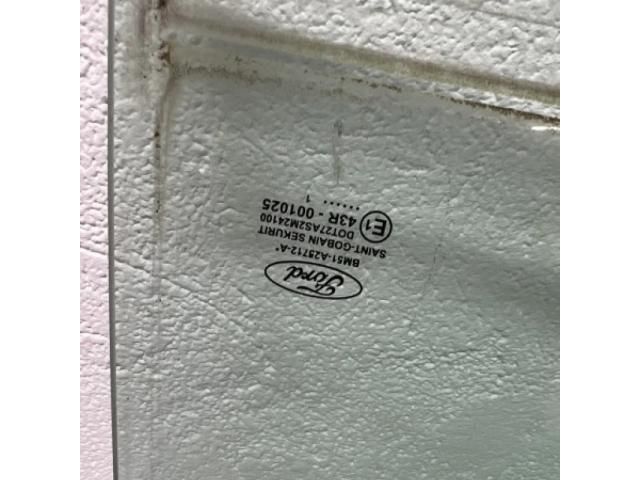 Ford
BM51-A25712-A*
SAINT-GOBAIN SEKURIT
DOT27AS2M24100
E1 43R - 001025
...... 1